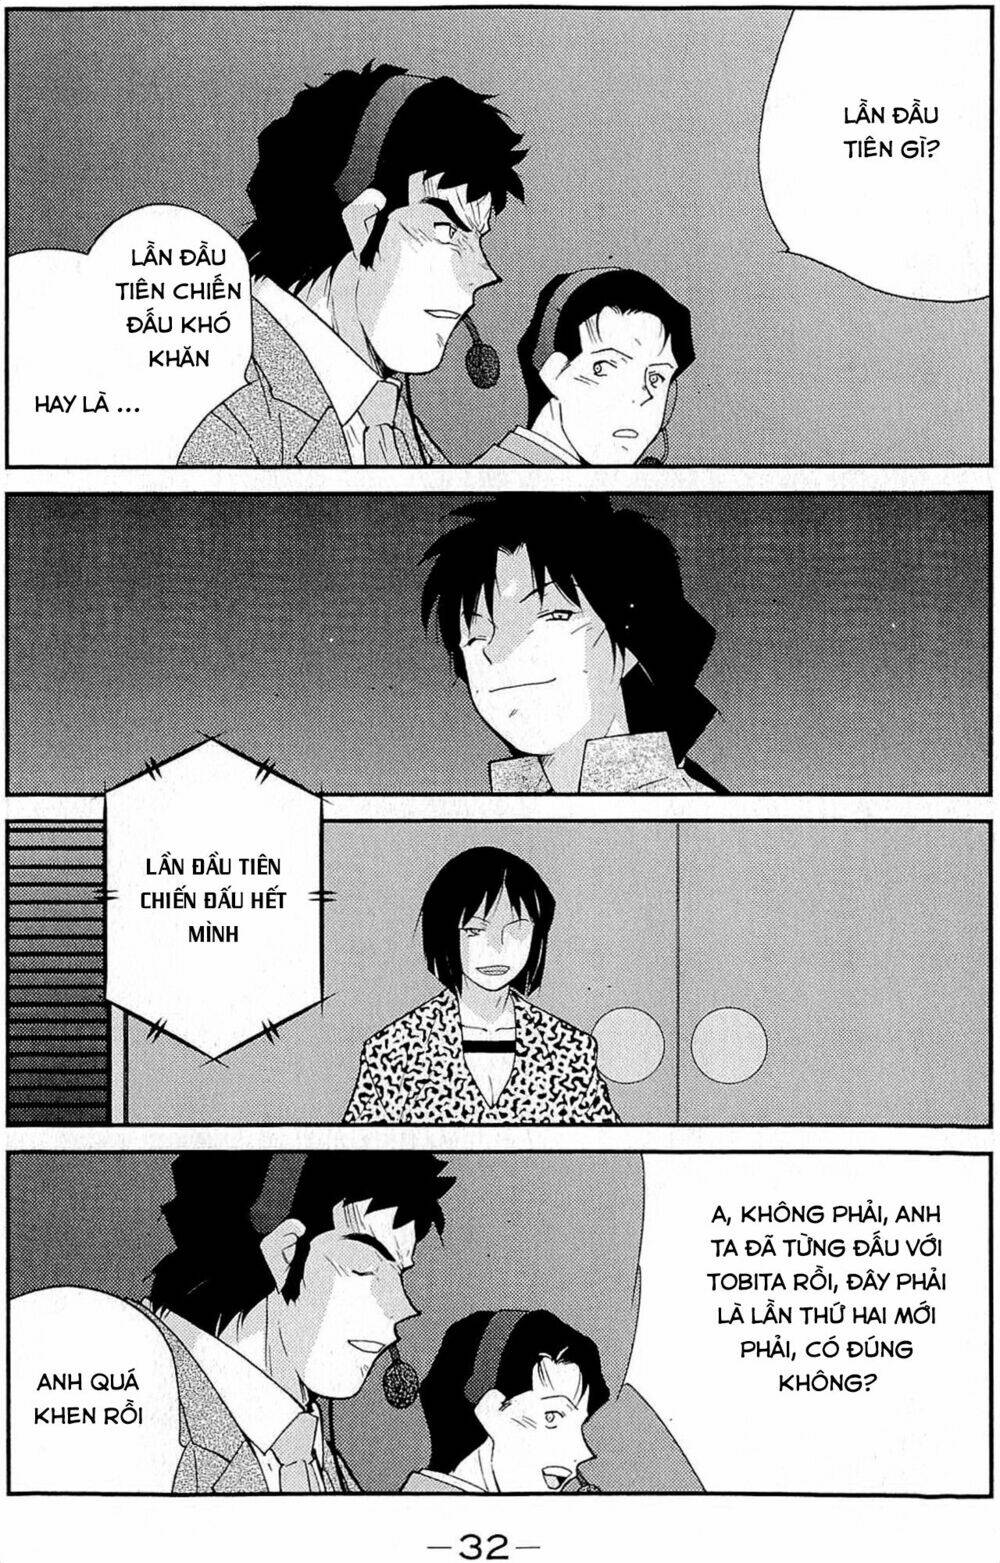 LẦN ĐẦU
TIÊN GÌ?
LẦN ĐẦU
TIÊN CHIẾN
ĐẤU KHÓ
KHĂN
HAY LÀ ...
LẦN ĐẦU TIÊN
CHIẾN ĐẤU HẾT
MÌNH
A, KHÔNG PHẢI, ANH
TA ĐÃ TỪNG ĐẤU VỚI
TOBITA RỒI, ĐÂY PHẢI
LÀ LẦN THỨ HAI MỚI
PHẢI, CÓ ĐÚNG
KHÔNG?
ANH QUÁ
KHEN RỒI
-32-